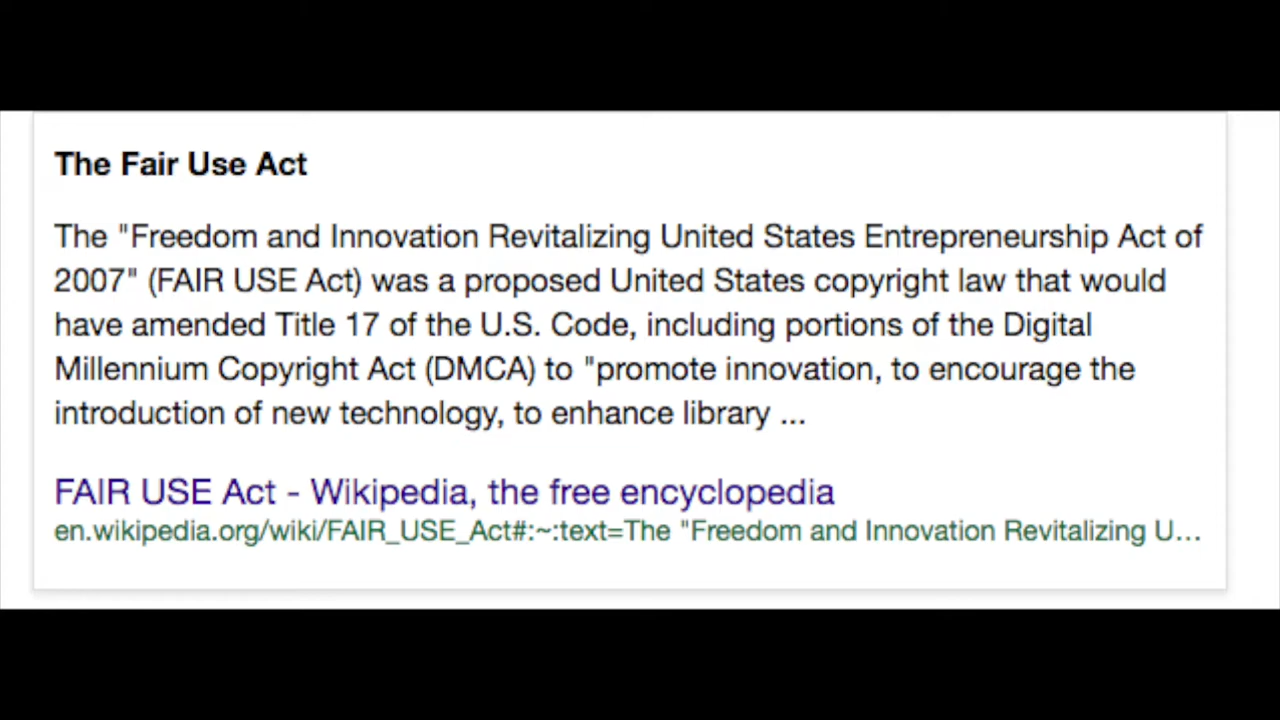 The Fair Use Act
The "Freedom and Innovation Revitalizing United States Entrepreneurship Act of
2007" (FAIR USE Act) was a proposed United States copyright law that would
have amended Title 17 of the U.S. Code, including portions of the Digital
Millennium Copyright Act (DMCA) to "promote innovation, to encourage the
introduction of new technology, to enhance library ...
FAIR USE Act - Wikipedia, the free encyclopedia
en.wikipedia.org/wiki/FAIR_USE_Act#:~:text=The "Freedom and Innovation Revitalizing U...